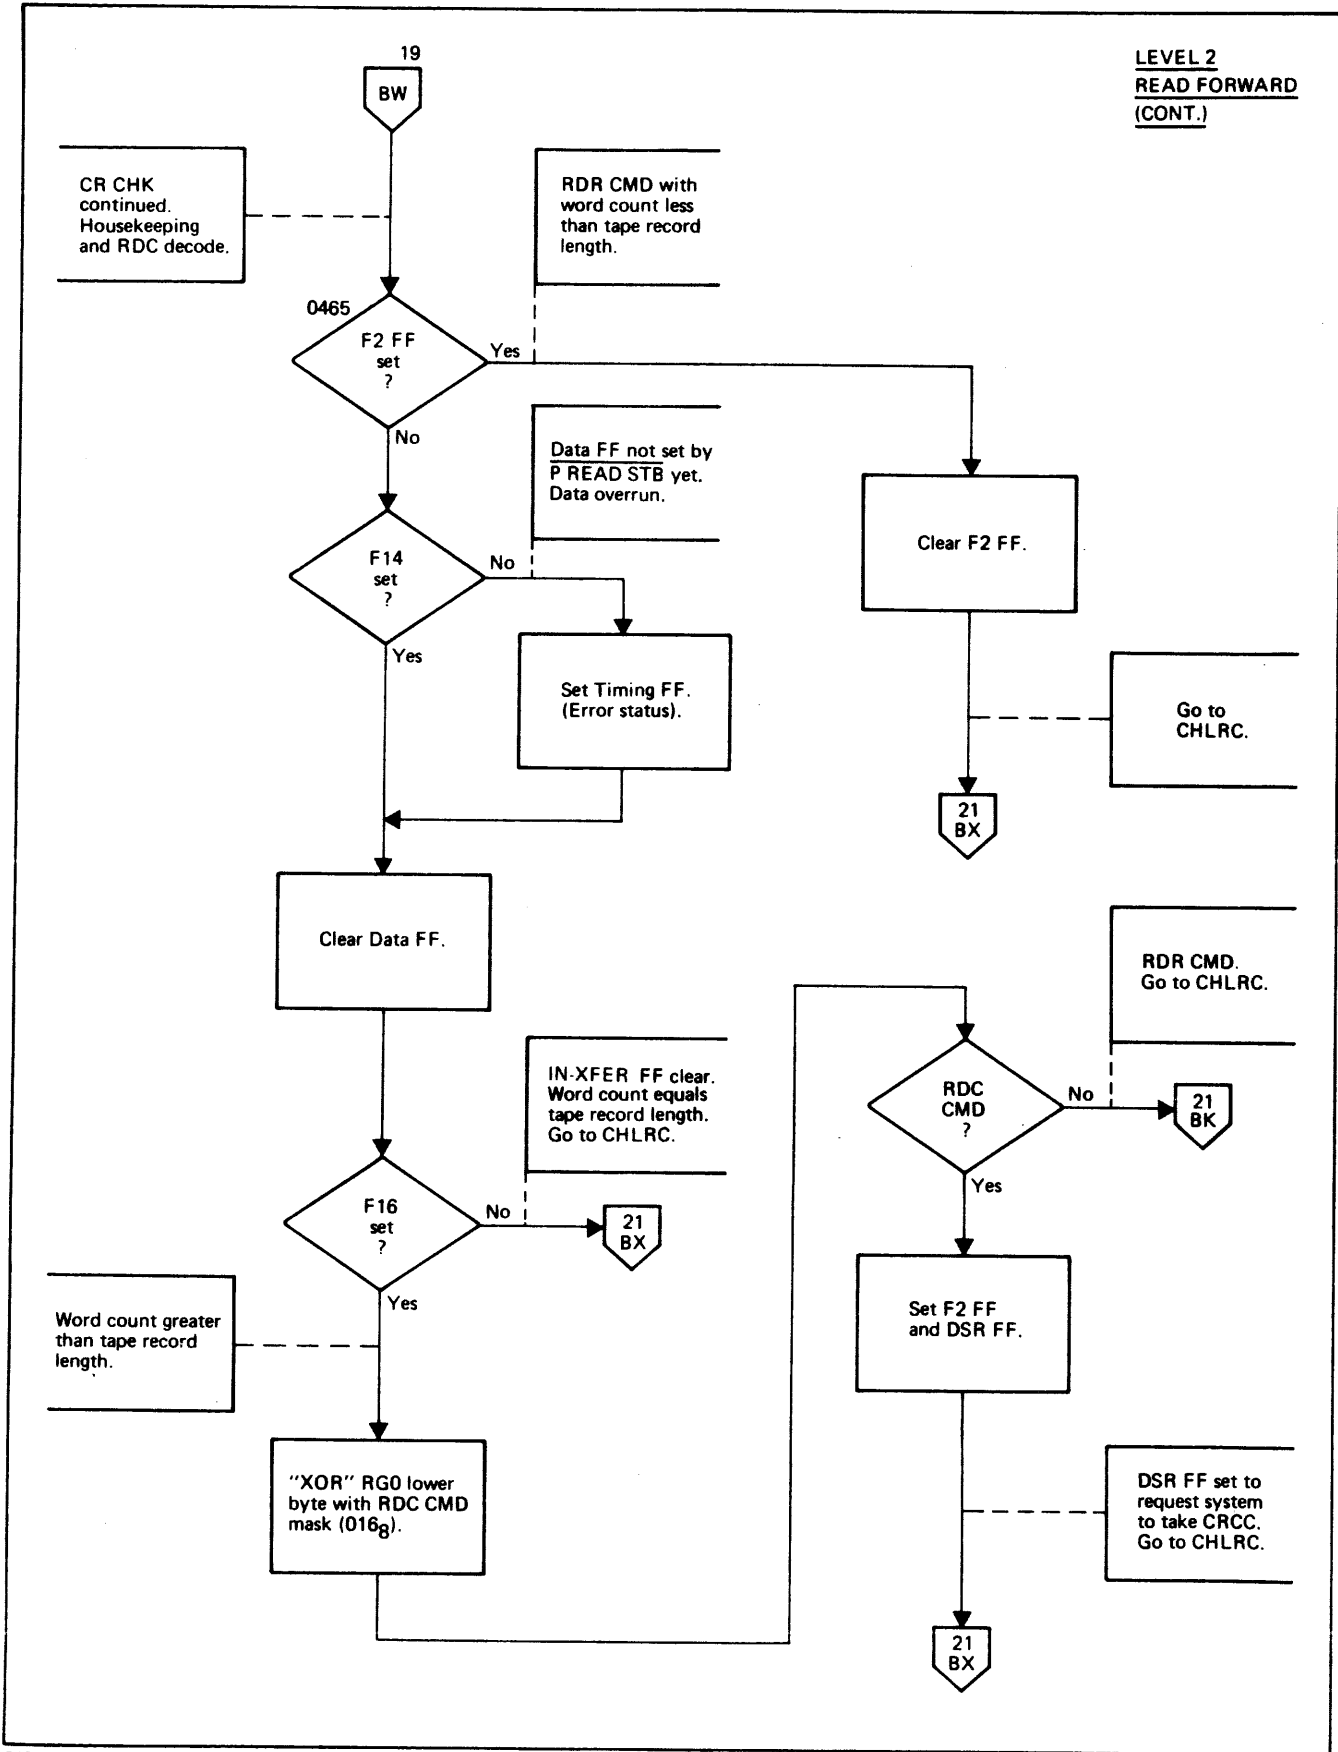 LEVEL 2
READ FORWARD
(CONT.)
19
BW
CR CHK
continued.
Housekeeping
and RDC decode.
RDR CMD with
word count less
than tape record
length.
0465
F2 FF
set
?
Yes
No
Data FF not set by
P READ STB yet.
Data overrun.
Clear F2 FF.
F14
set
?
No
Yes
Set Timing FF.
(Error status).
Go to
CHLRC.
21
BX
Clear Data FF.
RDR CMD.
Go to CHLRC.
IN-XFER FF clear.
Word count equals
tape record length.
Go to CHLRC.
RDC
CMD
?
No
21
BK
Yes
F16
set
?
No
21
BX
Yes
Word count greater
than tape record
length.
Set F2 FF
and DSR FF.
"XOR" RG0 lower
byte with RDC CMD
mask (016₈).
DSR FF set to
request system
to take CRCC.
Go to CHLRC.
21
BX